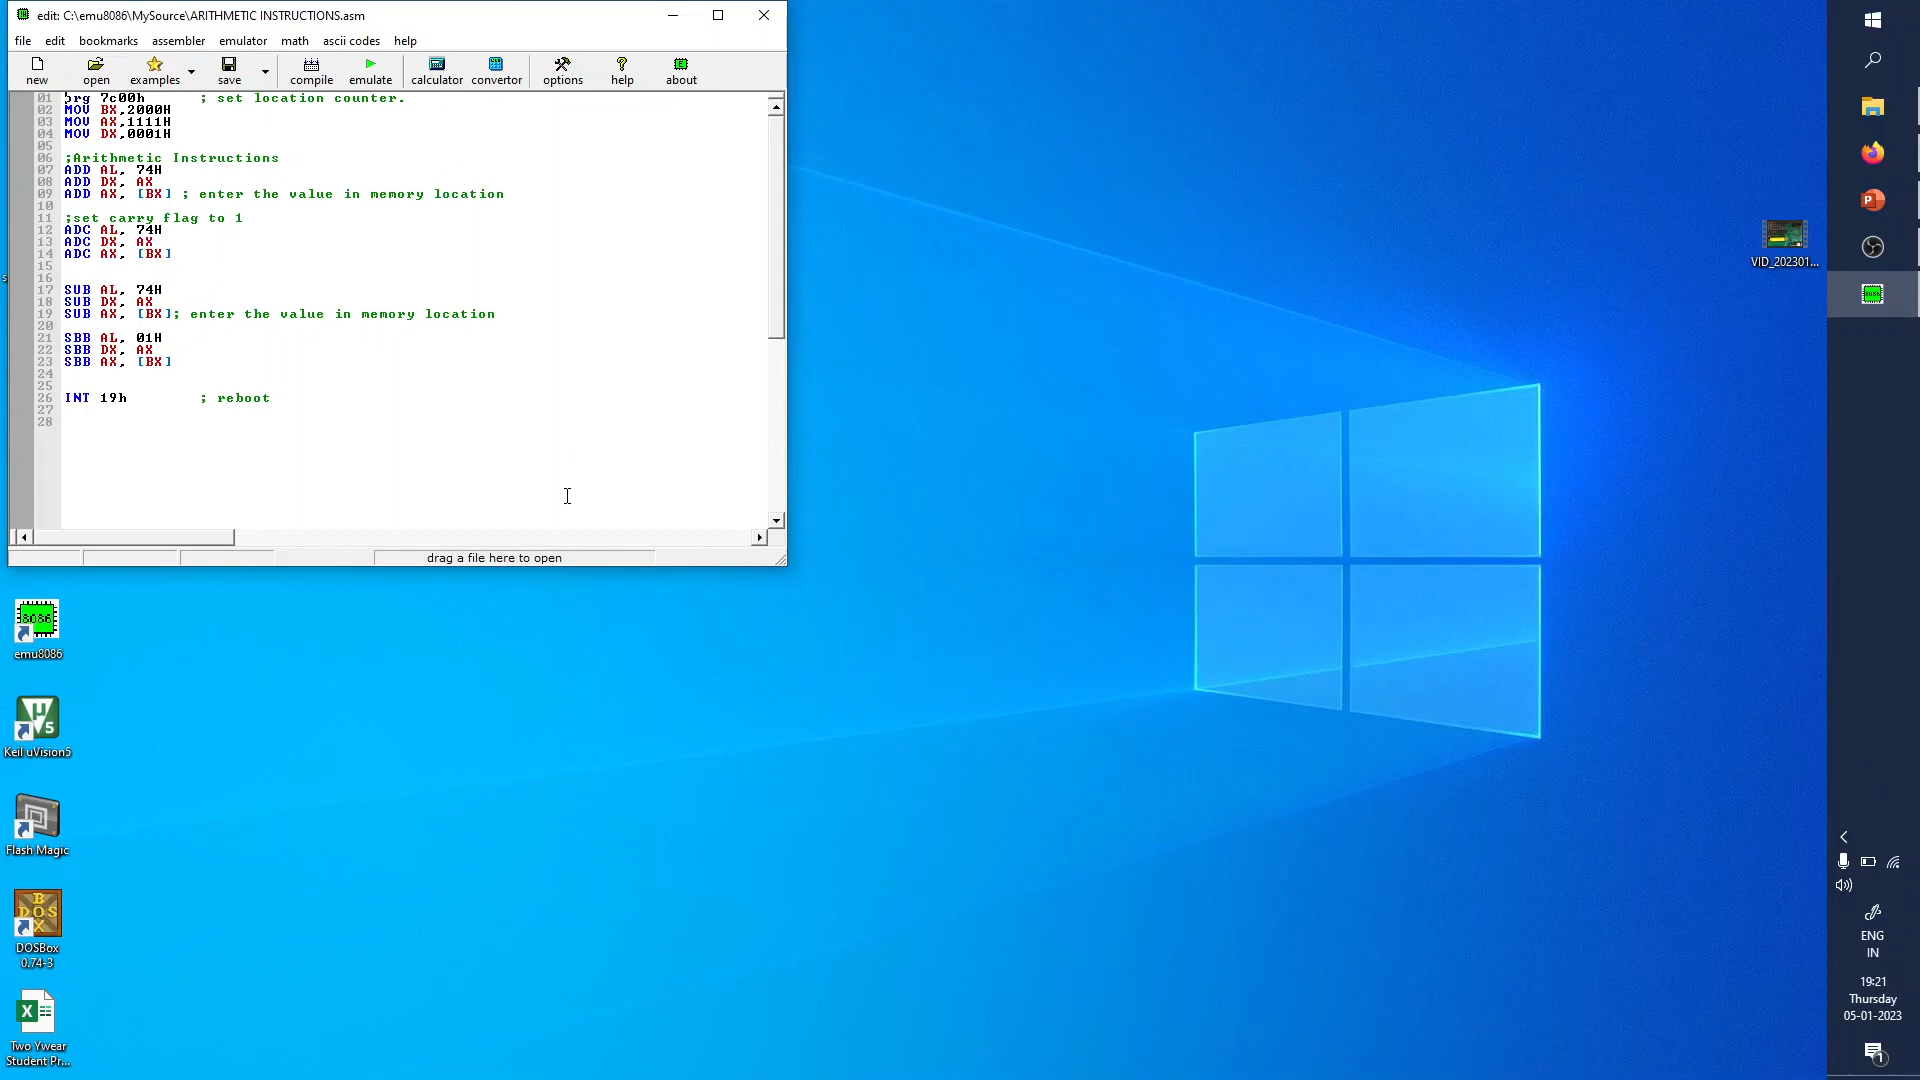 edit: C:\emu8086\MySource\ARITHMETIC INSTRUCTIONS.asm
file edit bookmarks assembler emulator math ascii codes help
new open examples save compile emulate calculator convertor options help about
01 org 7c00h ; set location counter.
02 MOV BX,2000H
03 MOV AX,1111H
04 MOV DX,0001H
05
06 ;Arithmetic Instructions
07 ADD AL, 74H
08 ADD DX, AX
09 ADD AX, [BX] ; enter the value in memory location
10
11 ;set carry flag to 1
12 ADC AL, 74H
13 ADC DX, AX
14 ADC AX, [BX]
15
16
17 SUB AL, 74H
18 SUB DX, AX
19 SUB AX, [BX]; enter the value in memory location
20
21 SBB AL, 01H
22 SBB DX, AX
23 SBB AX, [BX]
24
25
26 INT 19h ; reboot
27
28
drag a file here to open
8086
emu8086
Keil uVision5
Flash Magic
DOSBox
0.74-3
Two Ywear
Student Pr...
VID_202301...
ENG
IN
19:21
Thursday
05-01-2023
1